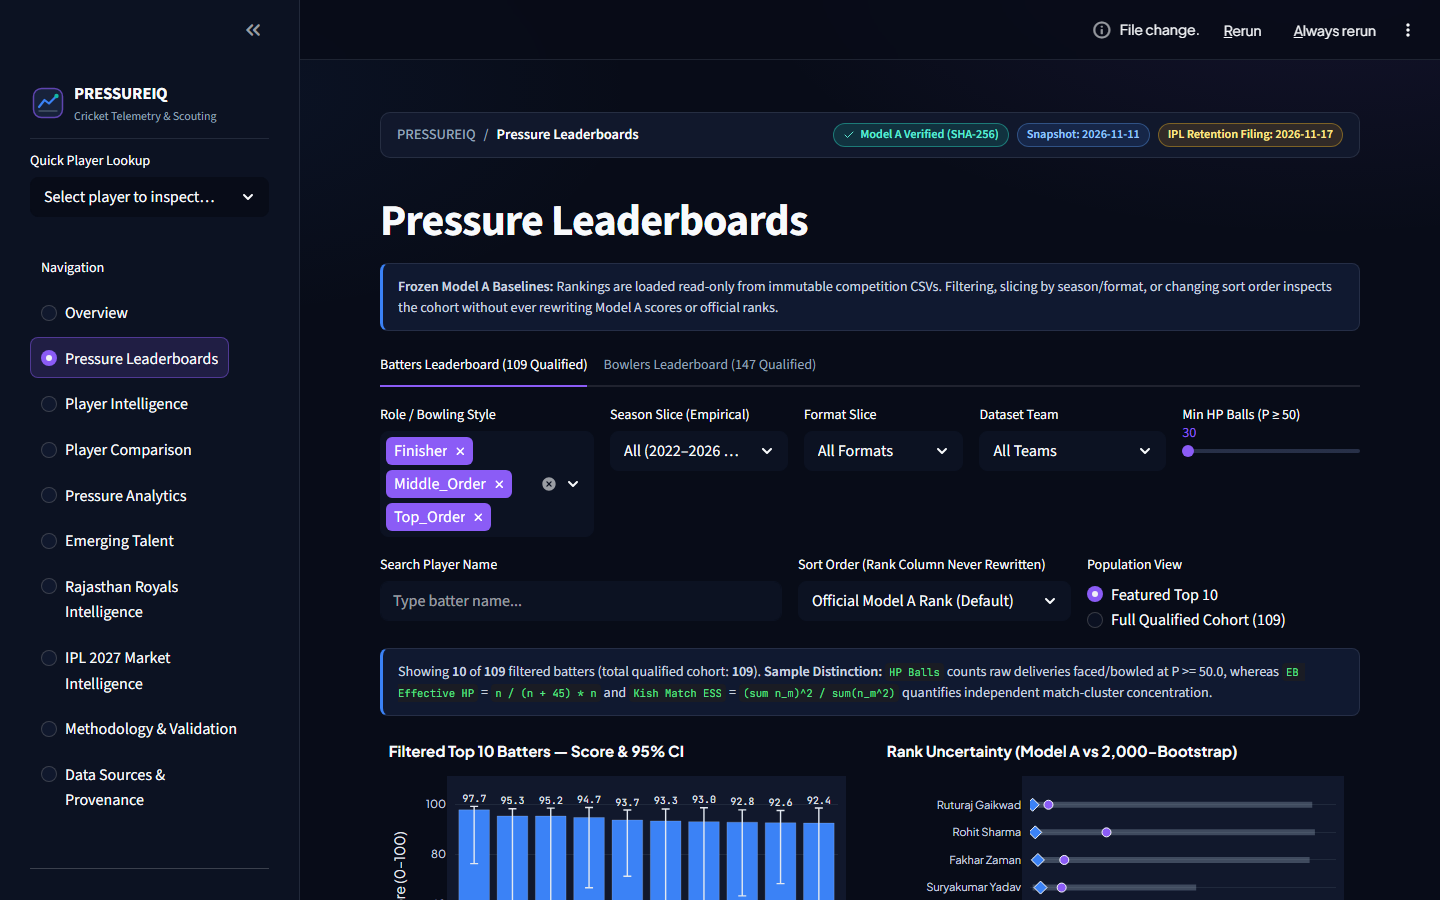 File change.
Rerun
Always rerun
PRESSUREIQ
Cricket Telemetry & Scouting
Quick Player Lookup
Select player to inspect...
Navigation
Overview
Pressure Leaderboards
Player Intelligence
Player Comparison
Pressure Analytics
Emerging Talent
Rajasthan Royals
Intelligence
IPL 2027 Market
Intelligence
Methodology & Validation
Data Sources &
Provenance
PRESSUREIQ / Pressure Leaderboards
✓ Model A Verified (SHA-256)
Snapshot: 2026-11-11
IPL Retention Filing: 2026-11-17
Pressure Leaderboards
Frozen Model A Baselines: Rankings are loaded read-only from immutable competition CSVs. Filtering, slicing by season/format, or changing sort order inspects
the cohort without ever rewriting Model A scores or official ranks.
Batters Leaderboard (109 Qualified)
Bowlers Leaderboard (147 Qualified)
Role / Bowling Style
Finisher
Middle_Order
Top_Order
Season Slice (Empirical)
All (2022–2026 ...
Format Slice
All Formats
Dataset Team
All Teams
Min HP Balls (P ≥ 50)
30
Search Player Name
Type batter name...
Sort Order (Rank Column Never Rewritten)
Official Model A Rank (Default)
Population View
Featured Top 10
Full Qualified Cohort (109)
Showing 10 of 109 filtered batters (total qualified cohort: 109). Sample Distinction: HP Balls counts raw deliveries faced/bowled at P >= 50.0, whereas EB
Effective HP = n / (n + 45) * n and Kish Match ESS = (sum n_m)^2 / sum(n_m^2) quantifies independent match-cluster concentration.
Filtered Top 10 Batters — Score & 95% CI
97.7 95.3 95.2 94.7 93.7 93.3 93.0 92.8 92.6 92.4
100
80
Rank Uncertainty (Model A vs 2,000-Bootstrap)
Ruturaj Gaikwad
Rohit Sharma
Fakhar Zaman
Suryakumar Yadav